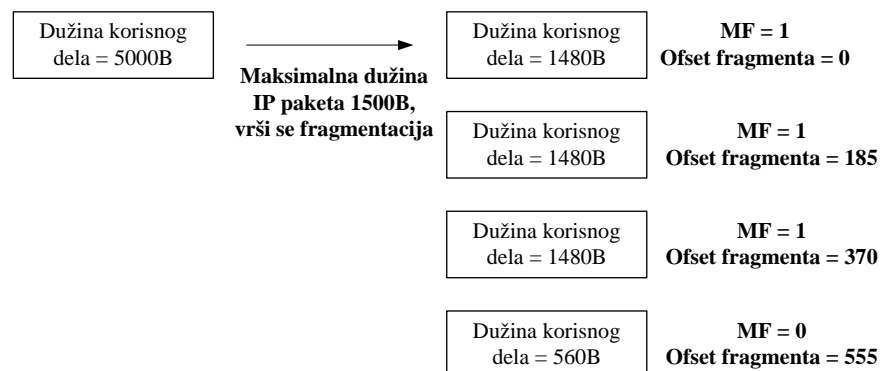 Dužina korisnog
dela = 5000B
Maksimalna dužina
IP paketa 1500B,
vrši se fragmentacija
Dužina korisnog
dela = 1480B
MF = 1
Ofset fragmenta = 0
Dužina korisnog
dela = 1480B
MF = 1
Ofset fragmenta = 185
Dužina korisnog
dela = 1480B
MF = 1
Ofset fragmenta = 370
Dužina korisnog
dela = 560B
MF = 0
Ofset fragmenta = 555